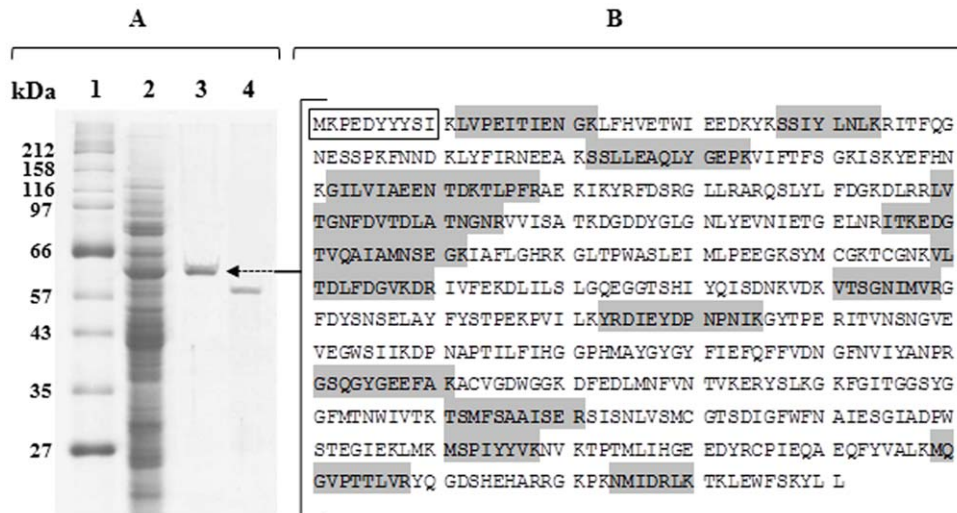 A
kDa 1 2 3 4
212
158
116
97
66
57
43
35
27
B
MKPEDYYYSI KLVPEITIEN GKLFHVETWI EEDKYKSSIY LNLKRITFQG
NESSPKFNND KLYFIRNEEA KSSLLEAQLY GEPKVIFTFS GKISKYEFHN
KGILVIAEEN TDKTLPFRAE KIKYRFDSRG LLRARQSLYL FDGKDLRRLV
TGNFDVTDLA TNGNRVVISA TKDGDDYGLG NLYEVNIETG ELNRITKEDG
TVQAIAMNSE GKIAFLGHRK GLTPWASLEI MLPEEGKSYM CGKTCGNKVL
TDLFDGVKDR IVFEKDLILS LGQEGGTSHI YQISDNKVDK VTSGNIMVRG
FDYSNSELAY FYSTPEKPVI LKYRDIEYDP NPNIKGYTPE RITVNSNGVE
VEGWSIIKDP NAPTILFIHG GPHMAYGYGY FIEFQFFVDN GFNVIYANPR
GSQGYGEEFA KACVGDWGGK DFEDLMNFVN TVKERYSLKG KFGITGGSYG
GFMTNWIVTK TSMFSAAISE RSISNLVSMC GTSDIGFWFN AIESGIADPW
STEGIEKLMK MSPIYYVKNV KTPTMLIHGE EDYRCPIEQA EQFYVALKMQ
GVPTTLVRYQ GDSHEHARRG KPKNMIDRLK TKLEWFSKYL L